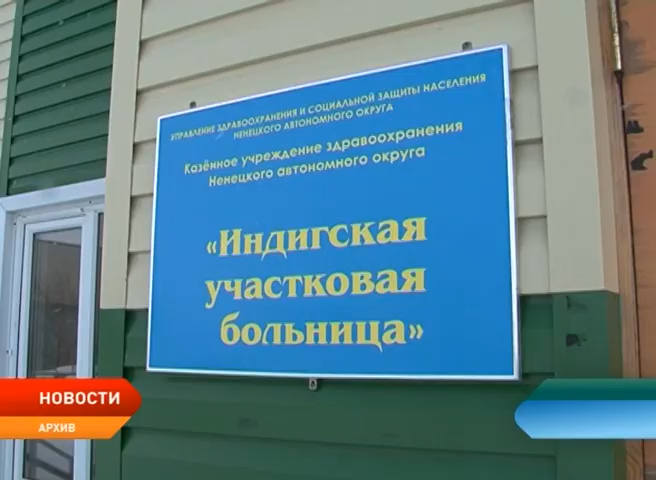 УПРАВЛЕНИЕ ЗДРАВООХРАНЕНИЯ И СОЦИАЛЬНОЙ ЗАЩИТЫ НАСЕЛЕНИЯ
НЕНЕЦКОГО АВТОНОМНОГО ОКРУГА
Казённое учреждение здравоохранения
Ненецкого автономного округа
«Индигская
участковая
больница»
НОВОСТИ
АРХИВ